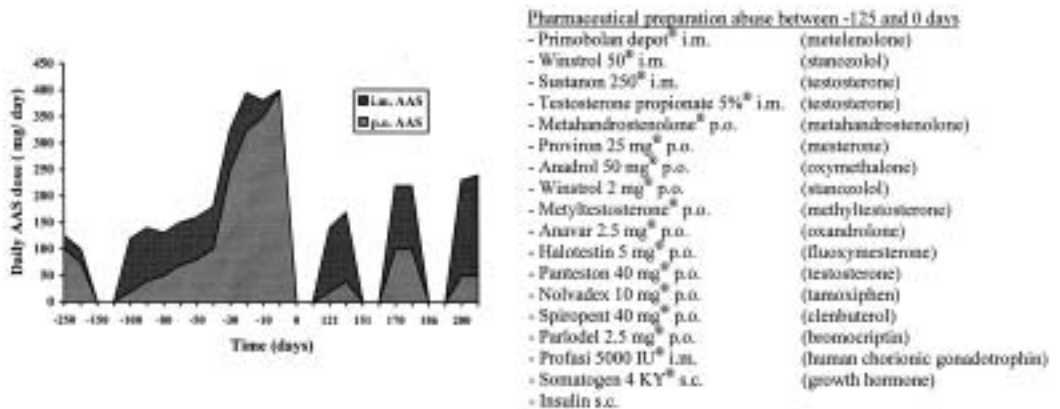 450
400
350
300
250
200
150
100
50
0
Daily AAS dose ( mg/ day)
i.m. AAS
p.o. AAS
-250 -150 -100 -80 -50 -30 -10 0 121 151 170 186 200
Time (days)
Pharmaceutical preparation abuse between -125 and 0 days
- Primobolan depot® i.m. (metelenolone)
- Winstrol 50® i.m. (stanozolol)
- Sustanon 250® i.m. (testosterone)
- Testosterone propionate 5%® i.m. (testosterone)
- Metahandrostenolone® p.o. (metahandrostenolone)
- Proviron 25 mg® p.o. (mesterone)
- Anadrol 50 mg® p.o. (oxymethalone)
- Winstrol 2 mg® p.o. (stanozolol)
- Metyltestosterone® p.o. (methyltestosterone)
- Anavar 2.5 mg® p.o. (oxandrolone)
- Halotestin 5 mg® p.o. (fluoxymesterone)
- Panteston 40 mg® p.o. (testosterone)
- Nolvadex 10 mg® p.o. (tamoxiphen)
- Spiropent 40 mg® p.o. (clenbuterol)
- Parlodel 2.5 mg® p.o. (bromocriptin)
- Profasi 5000 IU® i.m. (human chorionic gonadotrophin)
- Somatogen 4 KY® s.c. (growth hormone)
- Insulin s.c.